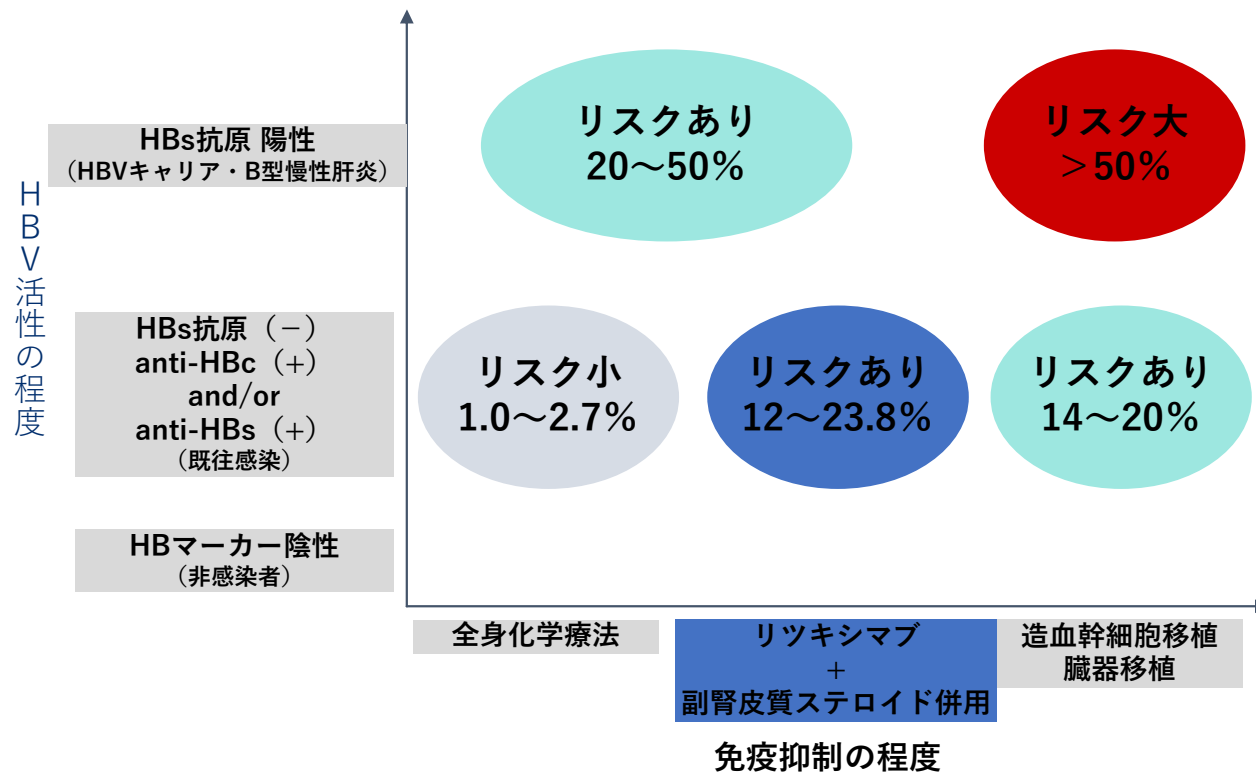 HBV活性の程度
HBs抗原 陽性
（HBVキャリア・B型慢性肝炎）
リスクあり
20～50%
リスク大
＞50%
HBs抗原（－）
anti-HBc（+）
and/or
anti-HBs（+）
（既往感染）
リスク小
1.0～2.7%
リスクあり
12～23.8%
リスクあり
14～20%
HBマーカー陰性
（非感染者）
全身化学療法
リツキシマブ
+
副腎皮質ステロイド併用
造血幹細胞移植
臓器移植
免疫抑制の程度